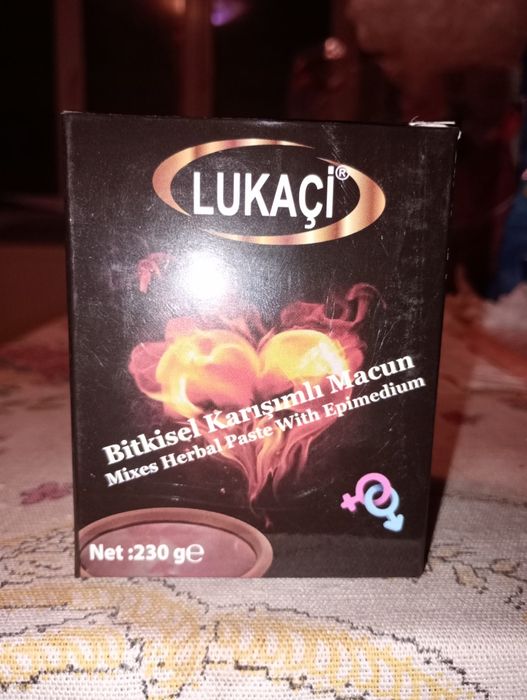 LUKAÇİ®
Bitkisel Karışımlı Macun
Mixes Herbal Paste With Epimedium
Net :230 g℮